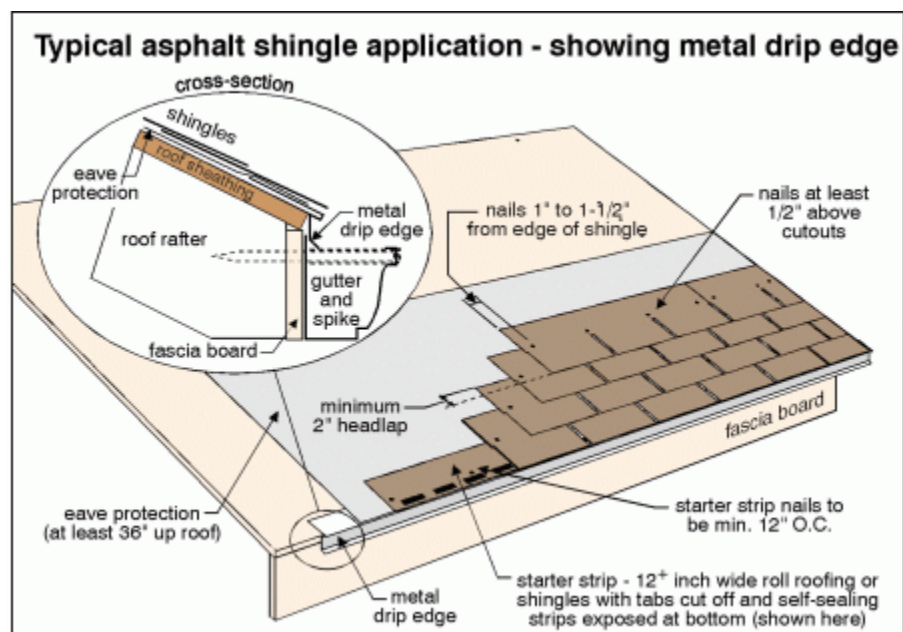 Typical asphalt shingle application - showing metal drip edge
cross-section
shingles
roof sheathing
eave
protection
metal
drip edge
roof rafter
gutter
and
spike
fascia board
nails 1" to 1-1/2"
from edge of shingle
nails at least
1/2" above
cutouts
minimum
2" headlap
fascia board
eave protection
(at least 36" up roof)
starter strip nails to
be min. 12" O.C.
metal
drip edge
starter strip - 12+ inch wide roll roofing or
shingles with tabs cut off and self-sealing
strips exposed at bottom (shown here)